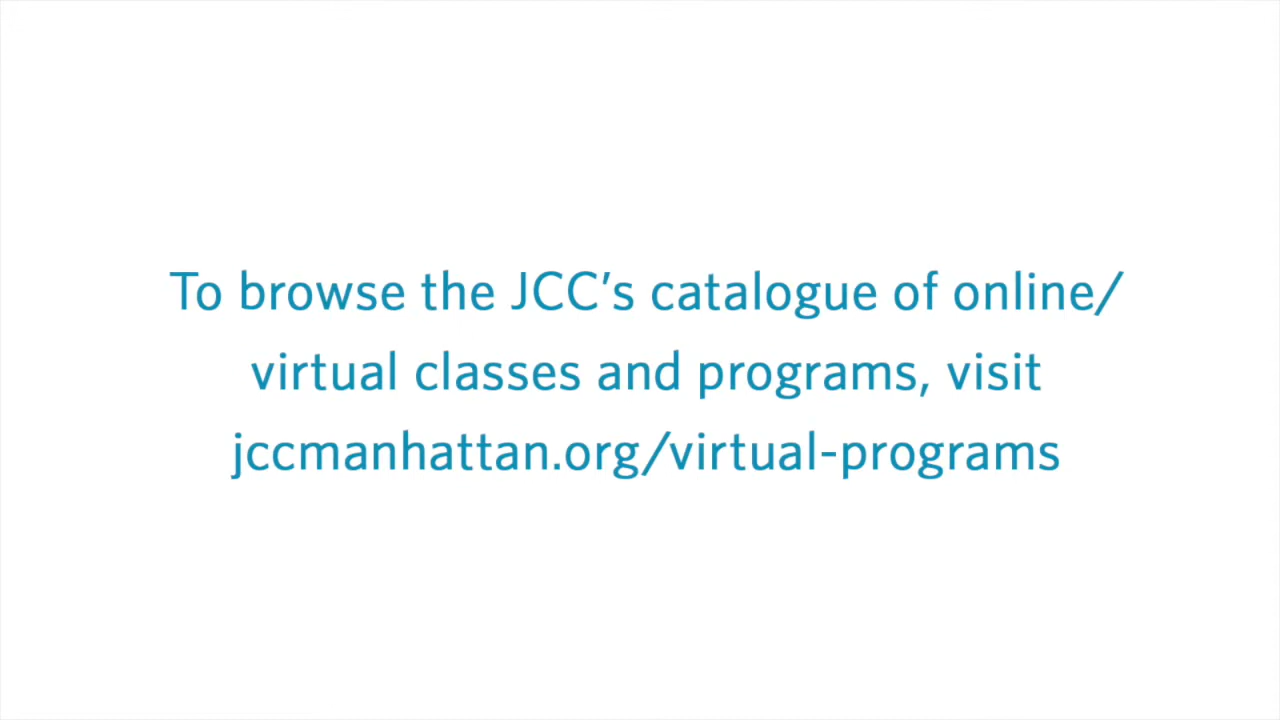 To browse the JCC’s catalogue of online/
virtual classes and programs, visit
jccmanhattan.org/virtual-programs